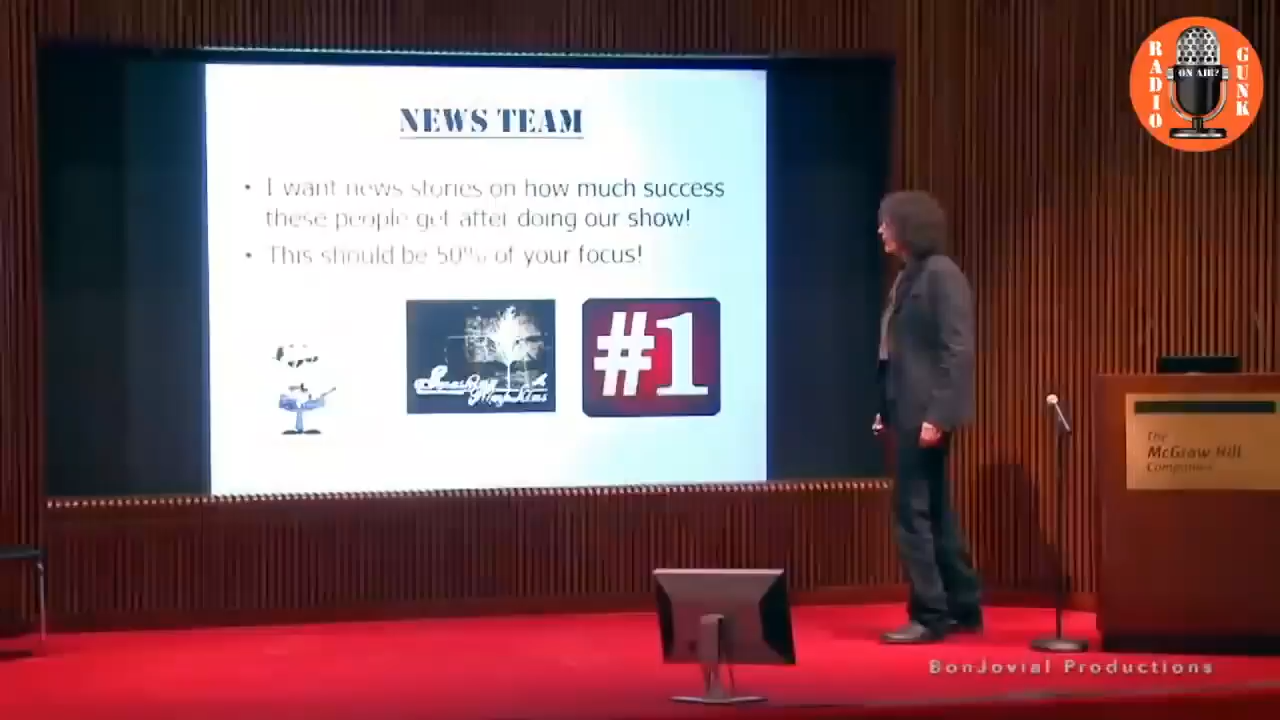 NEWS TEAM
• I want news stories on how much success
these people get after doing our show!
• This should be 50% of your focus!
Smashing
#1
RADIO
ON AIR?
GUNK
The
McGraw Hill
Companies
BonJovial Productions